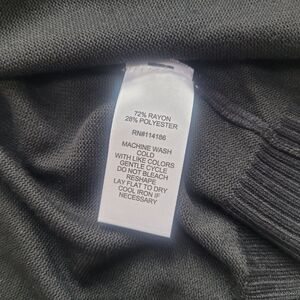 72% RAYON
28% POLYESTER
RN#114186
MACHINE WASH
COLD
WITH LIKE COLORS
GENTLE CYCLE
DO NOT BLEACH
RESHAPE
LAY FLAT TO DRY
COOL IRON IF
NECESSARY